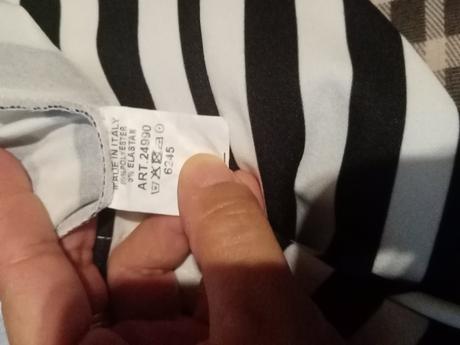 MADE IN ITALY
POLYESTER
ELASTAN
ART. 24990
6245